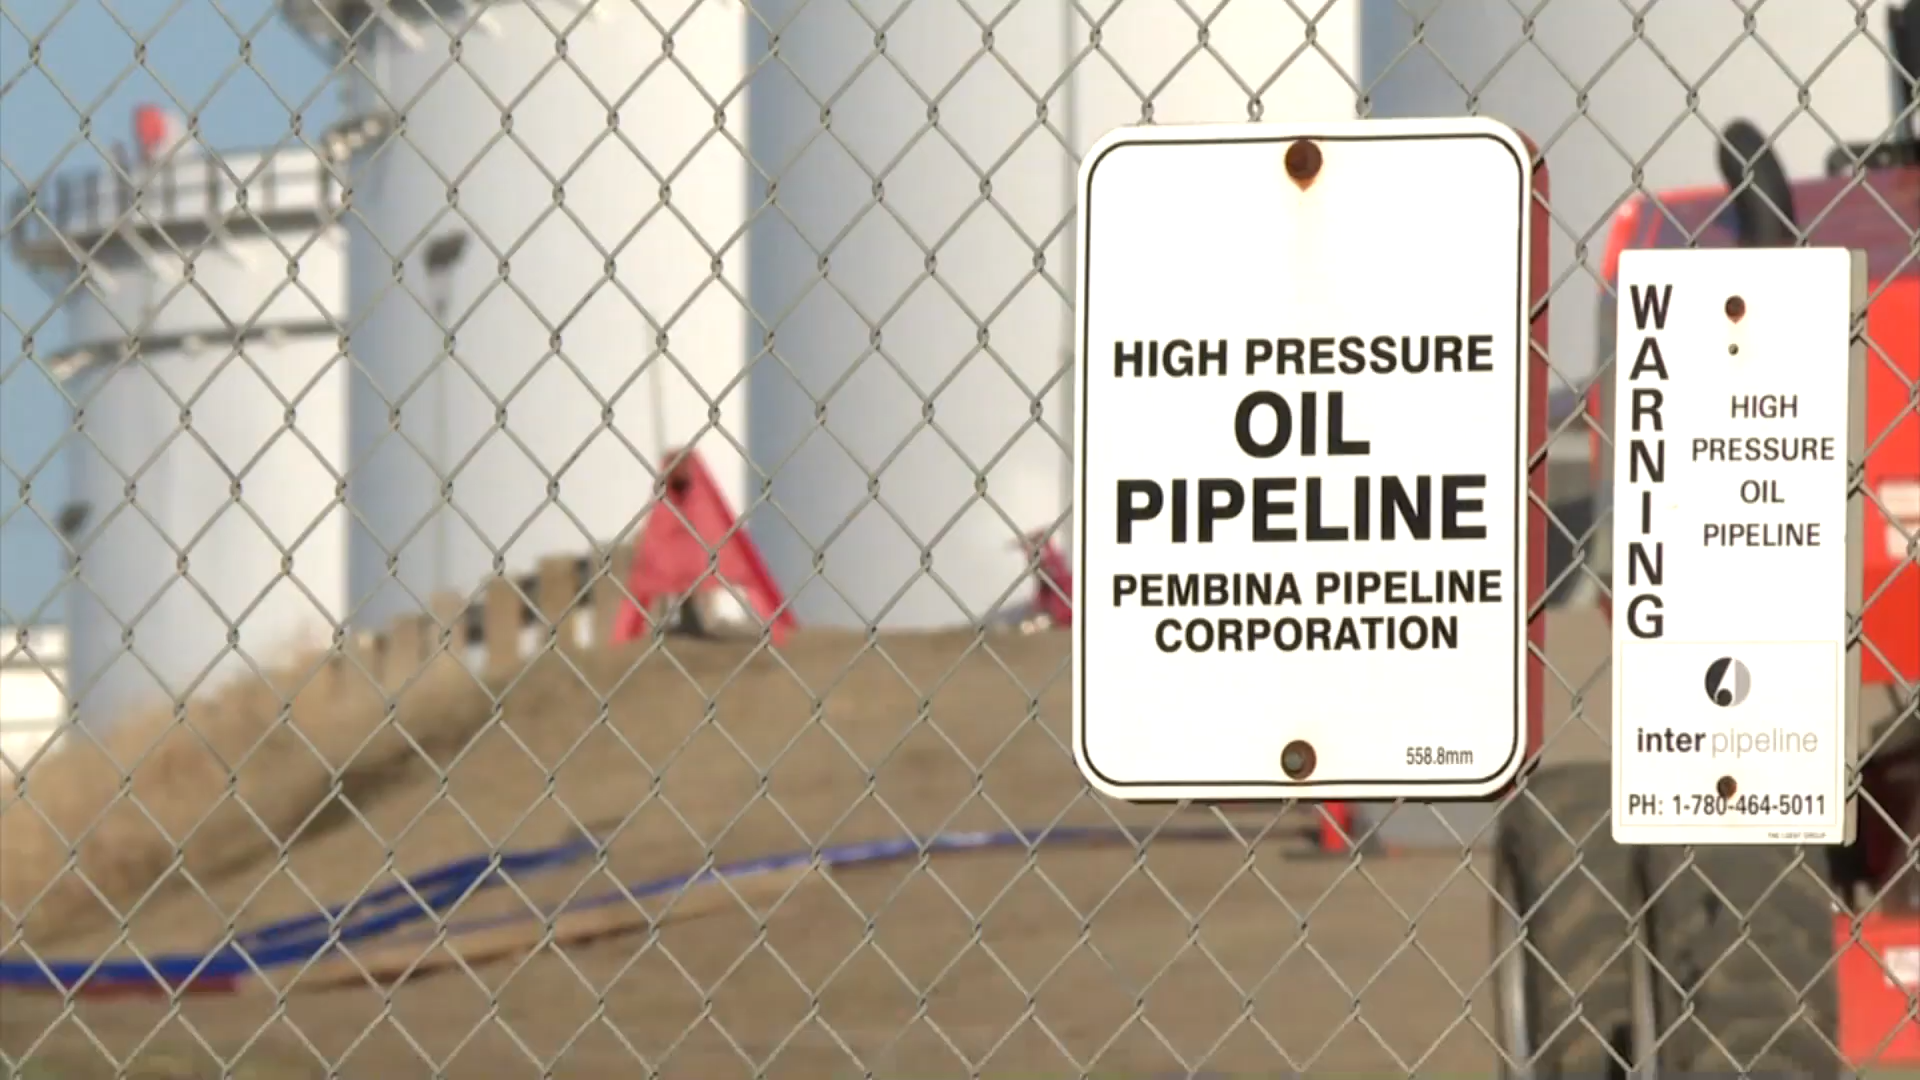 HIGH PRESSURE
OIL
PIPELINE
PEMBINA PIPELINE
CORPORATION
558.8mm
WARNING
HIGH
PRESSURE
OIL
PIPELINE
inter pipeline
PH: 1-780-464-5011